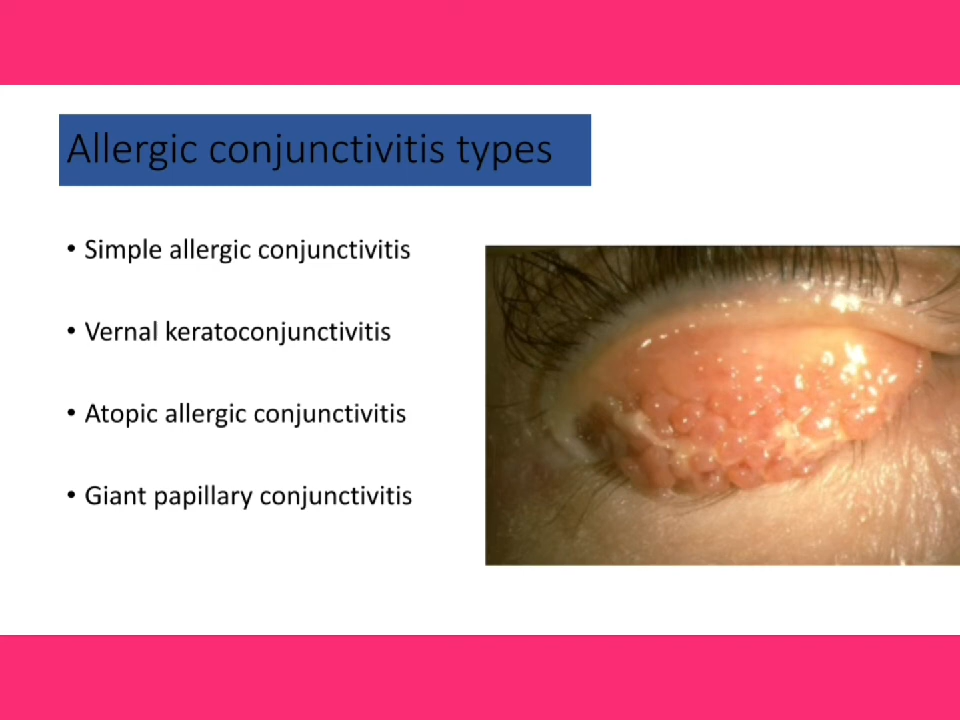 Allergic conjunctivitis types
• Simple allergic conjunctivitis
• Vernal keratoconjunctivitis
• Atopic allergic conjunctivitis
• Giant papillary conjunctivitis